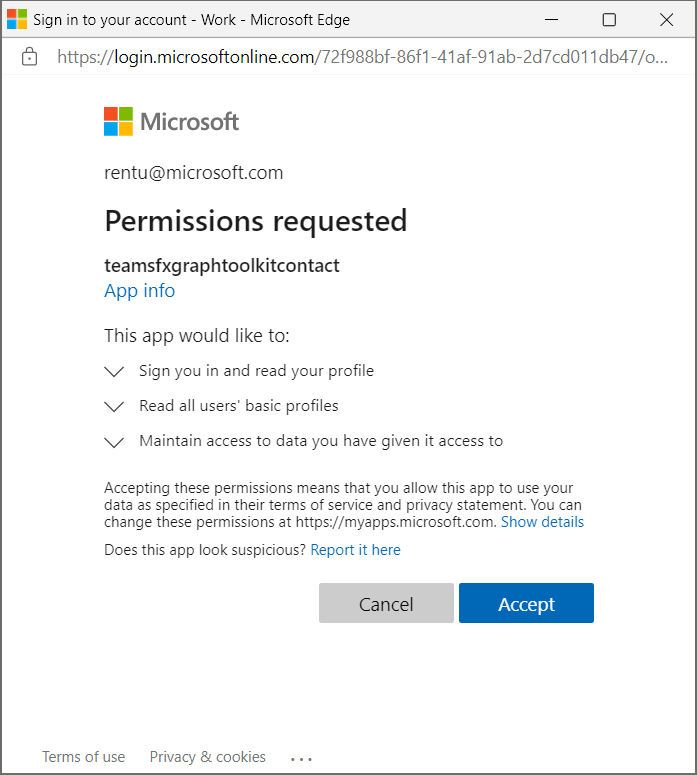 Sign in to your account - Work - Microsoft Edge
https://login.microsoftonline.com/72f988bf-86f1-41af-91ab-2d7cd011db47/o...
Microsoft
rentu@microsoft.com
Permissions requested
teamsfxgraphtoolkitcontact
App info
This app would like to:
Sign you in and read your profile
Read all users' basic profiles
Maintain access to data you have given it access to
Accepting these permissions means that you allow this app to use your
data as specified in their terms of service and privacy statement. You can
change these permissions at https://myapps.microsoft.com. Show details
Does this app look suspicious? Report it here
Cancel Accept
Terms of use Privacy & cookies ...